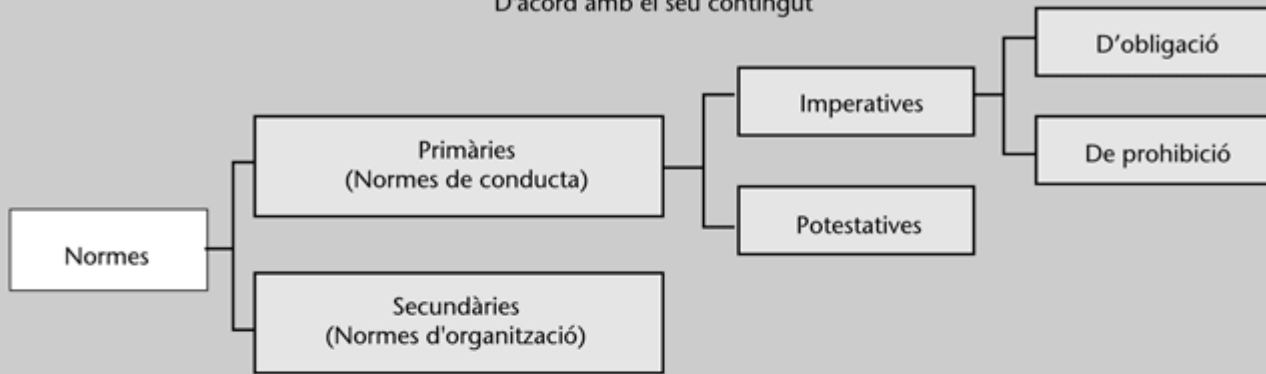 D'acord amb el seu contingut
D'obligació
Imperatives
De prohibició
Primàries
(Normes de conducta)
Potestatives
Normes
Secundàries
(Normes d'organització)